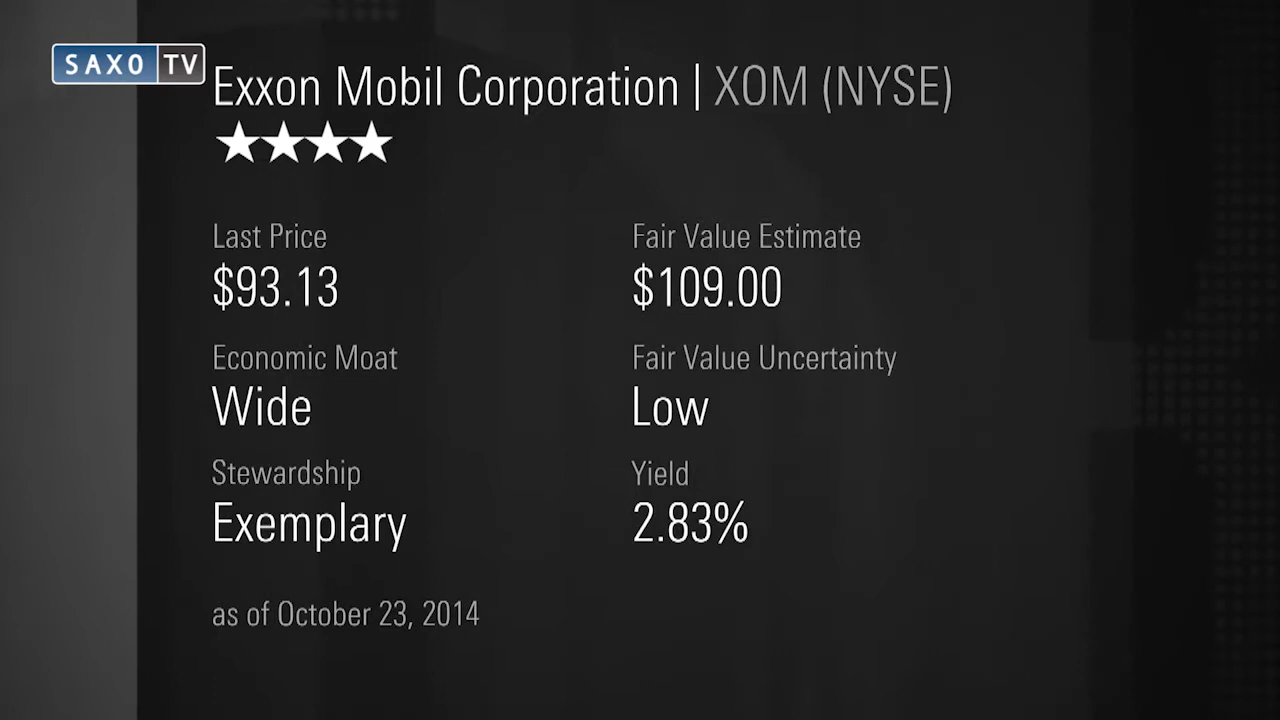 SAXO TV
Exxon Mobil Corporation | XOM (NYSE)
Last Price
$93.13
Fair Value Estimate
$109.00
Economic Moat
Wide
Fair Value Uncertainty
Low
Stewardship
Exemplary
Yield
2.83%
as of October 23, 2014